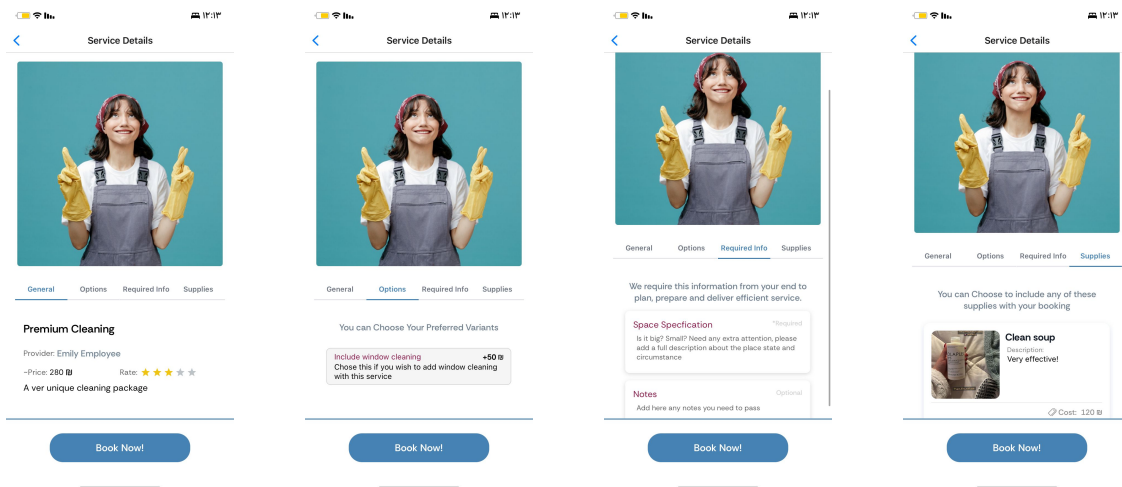 ١٢:١٣
Service Details
General Options Required Info Supplies
Premium Cleaning
Provider: Emily Employee
~Price: 280 ₪ Rate:
A ver unique cleaning package
Book Now!
١٢:١٣
Service Details
General Options Required Info Supplies
You can Choose Your Preferred Variants
Include window cleaning +50 ₪
Chose this if you wish to add window cleaning
with this service
Book Now!
١٢:١٣
Service Details
General Options Required Info Supplies
We require this information from your end to
plan, prepare and deliver efficient service.
Space Specfication *Required
Is it big? Small? Need any extra attention, please
add a full description about the place state and
circumstance
Notes Optional
Add here any notes you need to pass
Book Now!
١٢:١٣
Service Details
General Options Required Info Supplies
You can Choose to include any of these
supplies with your booking
Clean soup
Description:
Very effective!
Cost: 120 ₪
Book Now!